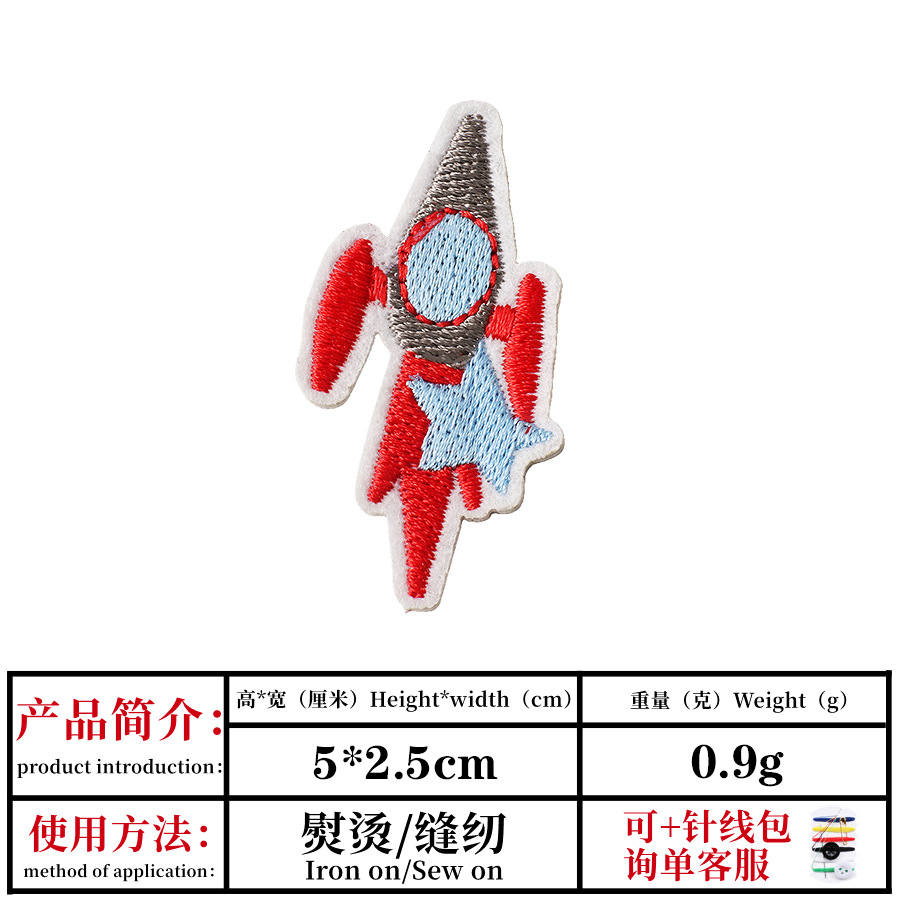 产品简介：
product introduction：
高*宽（厘米）Height*width（cm）
重量（克）Weight（g）
5*2.5cm
0.9g
使用方法：
method of application：
熨烫/缝纫
Iron on/Sew on
可+针线包
询单客服